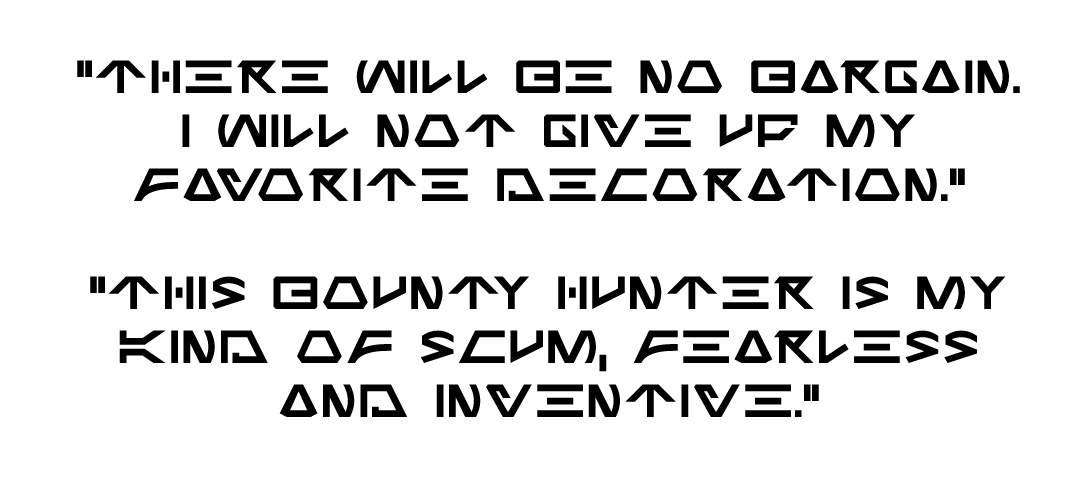 "THERE WILL BE NO BARGAIN.
I WILL NOT GIVE UP MY
FAVORITE DECORATION."
"THIS BOUNTY HUNTER IS MY
KIND OF SCUM, FEARLESS
AND INVENTIVE."